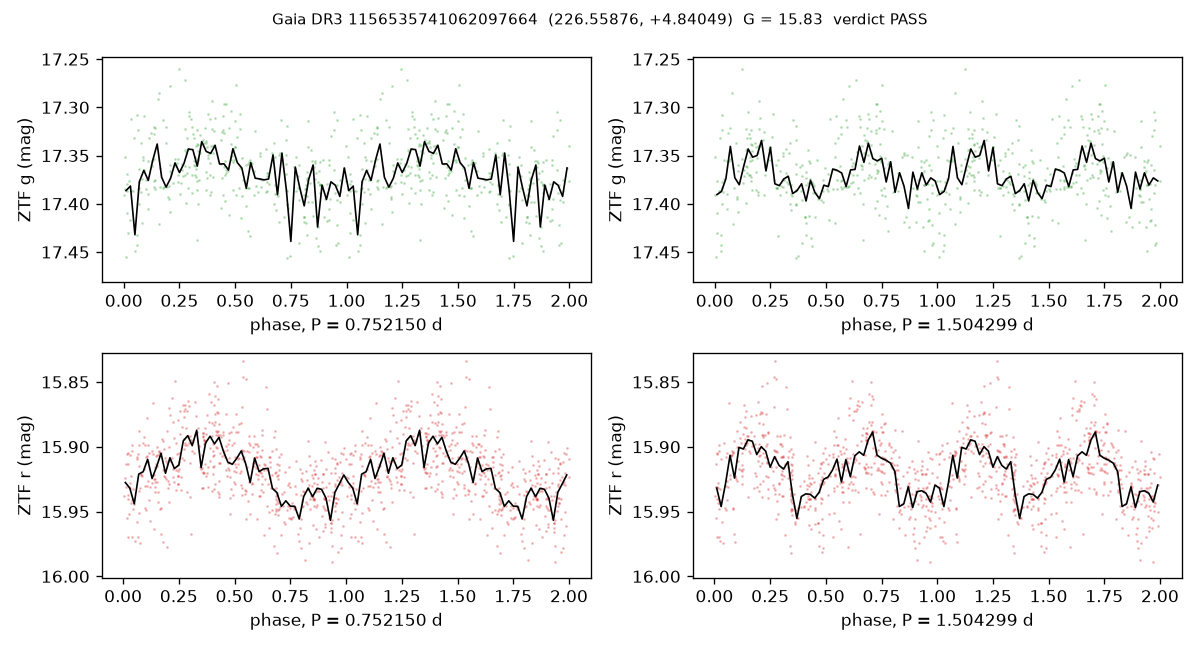 Gaia DR3 1156535741062097664  (226.55876, +4.84049)  G = 15.83  verdict PASS
17.25
17.30
17.35
17.40
17.45
ZTF g (mag)
0.00 0.25 0.50 0.75 1.00 1.25 1.50 1.75 2.00
phase, P = 0.752150 d
17.25
17.30
17.35
17.40
17.45
ZTF g (mag)
0.00 0.25 0.50 0.75 1.00 1.25 1.50 1.75 2.00
phase, P = 1.504299 d
15.85
15.90
15.95
16.00
ZTF r (mag)
0.00 0.25 0.50 0.75 1.00 1.25 1.50 1.75 2.00
phase, P = 0.752150 d
15.85
15.90
15.95
16.00
ZTF r (mag)
0.00 0.25 0.50 0.75 1.00 1.25 1.50 1.75 2.00
phase, P = 1.504299 d